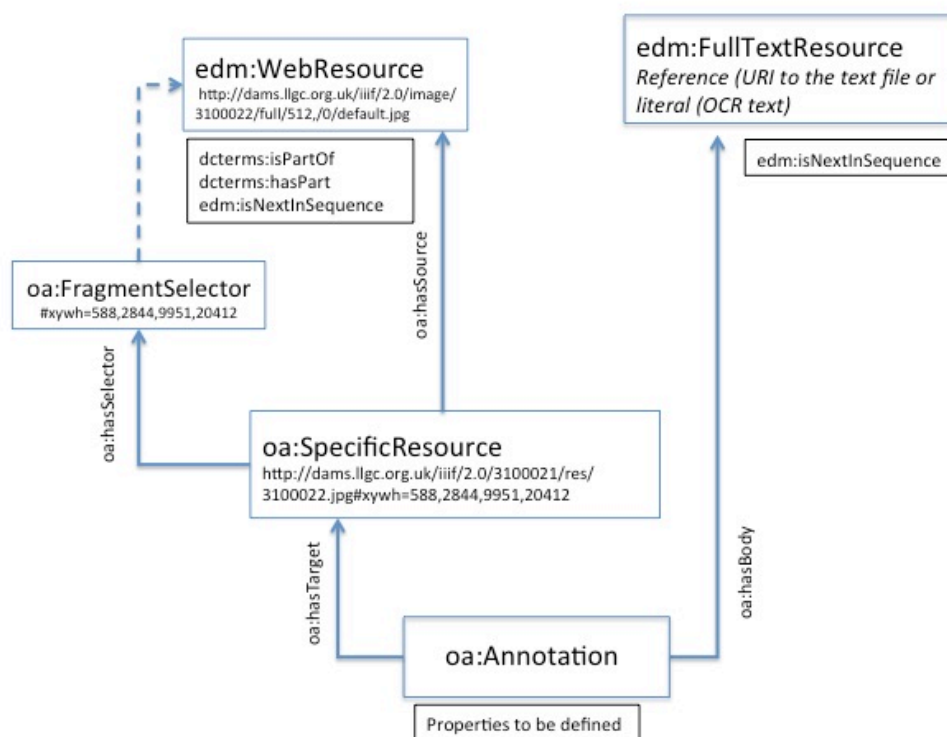 edm:WebResource
http://dams.llgc.org.uk/iiif/2.0/image/
3100022/full/512,/0/default.jpg
edm:FullTextResource
Reference (URI to the text file or
literal (OCR text)
dcterms:isPartOf
dcterms:hasPart
edm:isNextInSequence
edm:isNextInSequence
oa:FragmentSelector
#xywh=588,2844,9951,20412
oa:hasSource
oa:hasSelector
oa:SpecificResource
http://dams.llgc.org.uk/iiif/2.0/3100021/res/
3100022.jpg#xywh=588,2844,9951,20412
oa:hasTarget
oa:hasBody
oa:Annotation
Properties to be defined